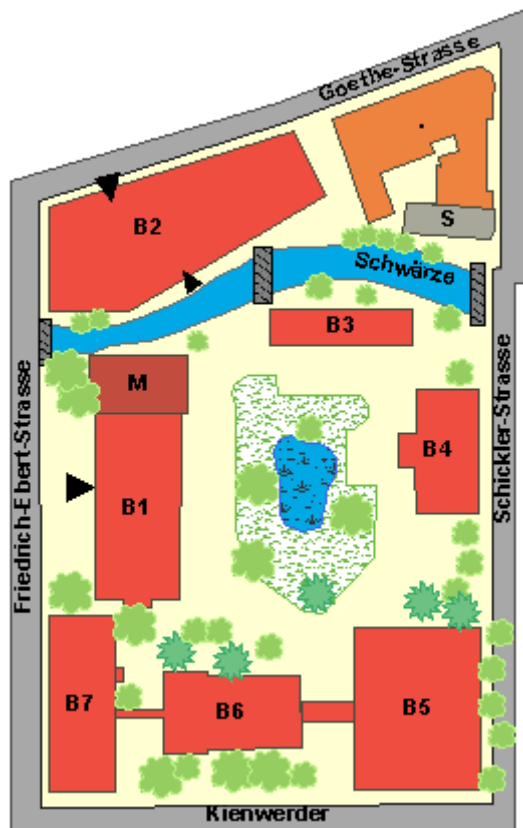 Goethe-Strasse
B2
S
Schwärze
B3
M
B4
Friedrich-Ebert-Strasse
Schickler-Strasse
B1
B7
B6
B5
Kienwerder